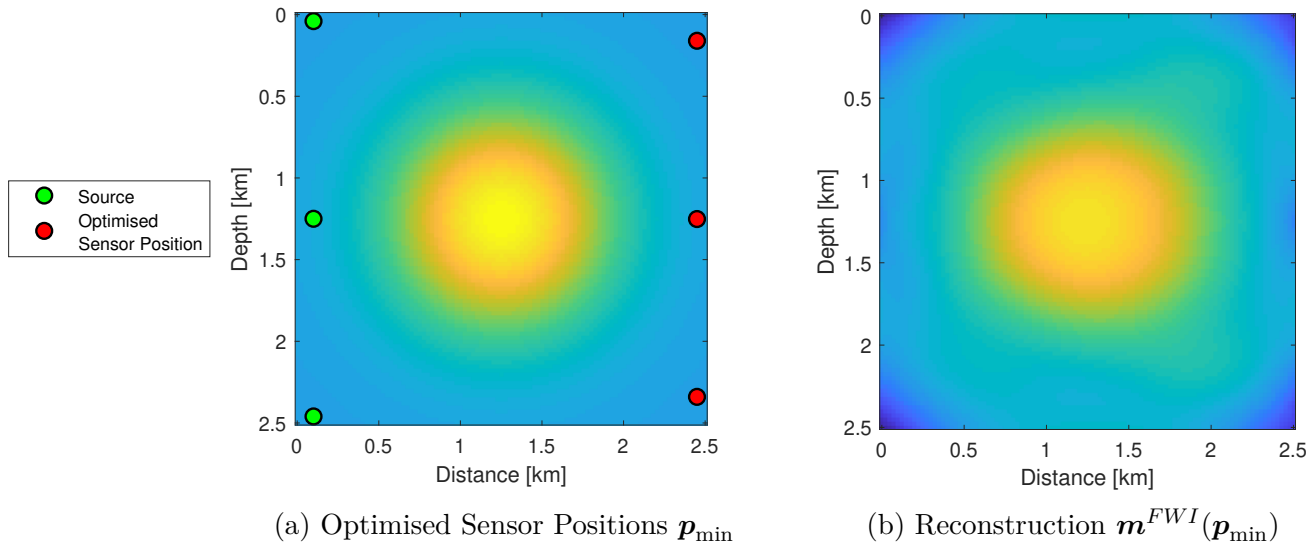 Source
Optimised
Sensor Position
0
0.5
1
1.5
2
2.5
Depth [km]
0
0.5
1
1.5
2
2.5
Distance [km]
(a) Optimised Sensor Positions p_min
0
0.5
1
1.5
2
2.5
Depth [km]
0
0.5
1
1.5
2
2.5
Distance [km]
(b) Reconstruction m^{FWI}(p_min)